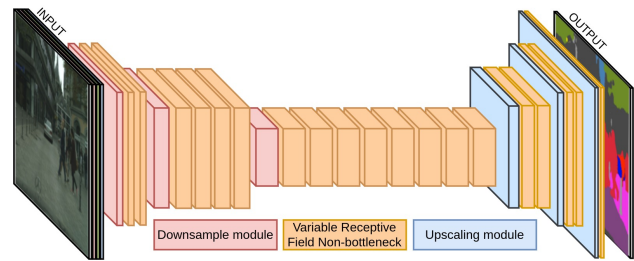 INPUT
OUTPUT
Downsample module
Variable Receptive
Field Non-bottleneck
Upscaling module